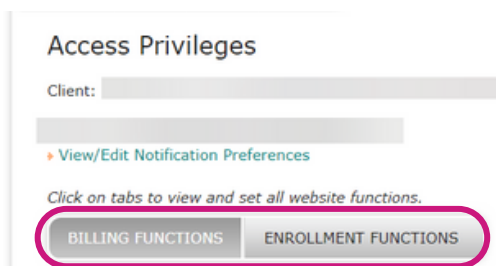 Access Privileges
Client:
View/Edit Notification Preferences
Click on tabs to view and set all website functions.
BILLING FUNCTIONS ENROLLMENT FUNCTIONS